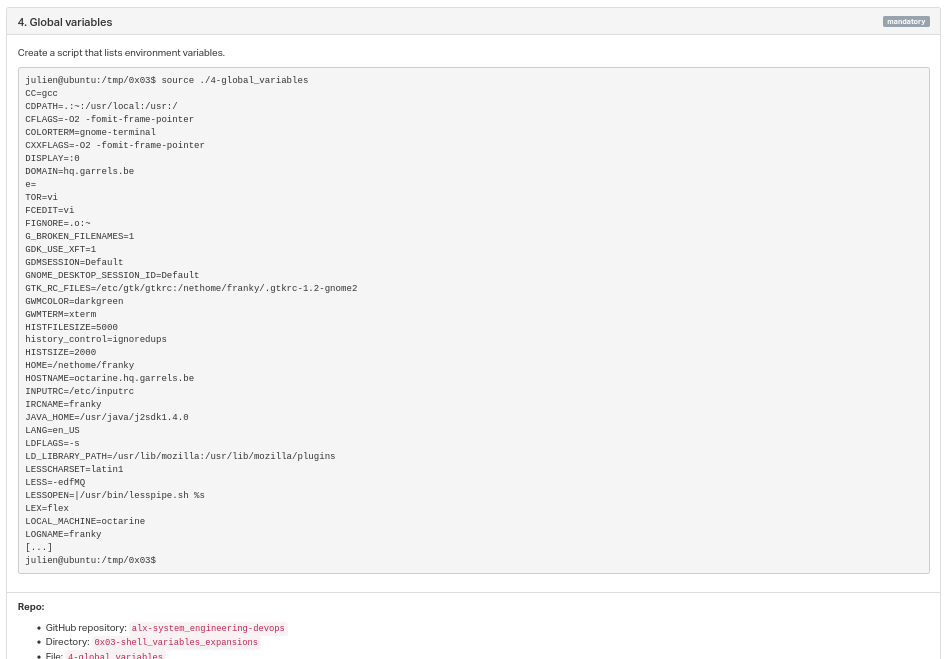 4. Global variables
mandatory
Create a script that lists environment variables.
julien@ubuntu:/tmp/0x03$ source ./4-global_variables
CC=gcc
CDPATH=.:~:/usr/local:/usr:/
CFLAGS=-O2 -fomit-frame-pointer
COLORTERM=gnome-terminal
CXXFLAGS=-O2 -fomit-frame-pointer
DISPLAY=:0
DOMAIN=hq.garrels.be
e=
TOR=vi
FCEDIT=vi
FIGNORE=.o:~
G_BROKEN_FILENAMES=1
GDK_USE_XFT=1
GDMSESSION=Default
GNOME_DESKTOP_SESSION_ID=Default
GTK_RC_FILES=/etc/gtk/gtkrc:/nethome/franky/.gtkrc-1.2-gnome2
GWMCOLOR=darkgreen
GWMTERM=xterm
HISTFILESIZE=5000
history_control=ignoredups
HISTSIZE=2000
HOME=/nethome/franky
HOSTNAME=octarine.hq.garrels.be
INPUTRC=/etc/inputrc
IRCNAME=franky
JAVA_HOME=/usr/java/j2sdk1.4.0
LANG=en_US
LDFLAGS=-s
LD_LIBRARY_PATH=/usr/lib/mozilla:/usr/lib/mozilla/plugins
LESSCHARSET=latin1
LESS=-edfMQ
LESSOPEN=|/usr/bin/lesspipe.sh %s
LEX=flex
LOCAL_MACHINE=octarine
LOGNAME=franky
[...]
julien@ubuntu:/tmp/0x03$
Repo:
• GitHub repository: alx-system_engineering-devops
• Directory: 0x03-shell_variables_expansions
• File: 4-global_variables